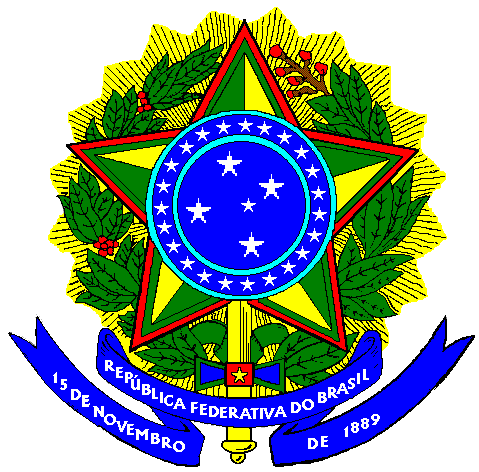 REPÚBLICA FEDERATIVA DO BRASIL
15 DE NOVEMBRO
DE 1889